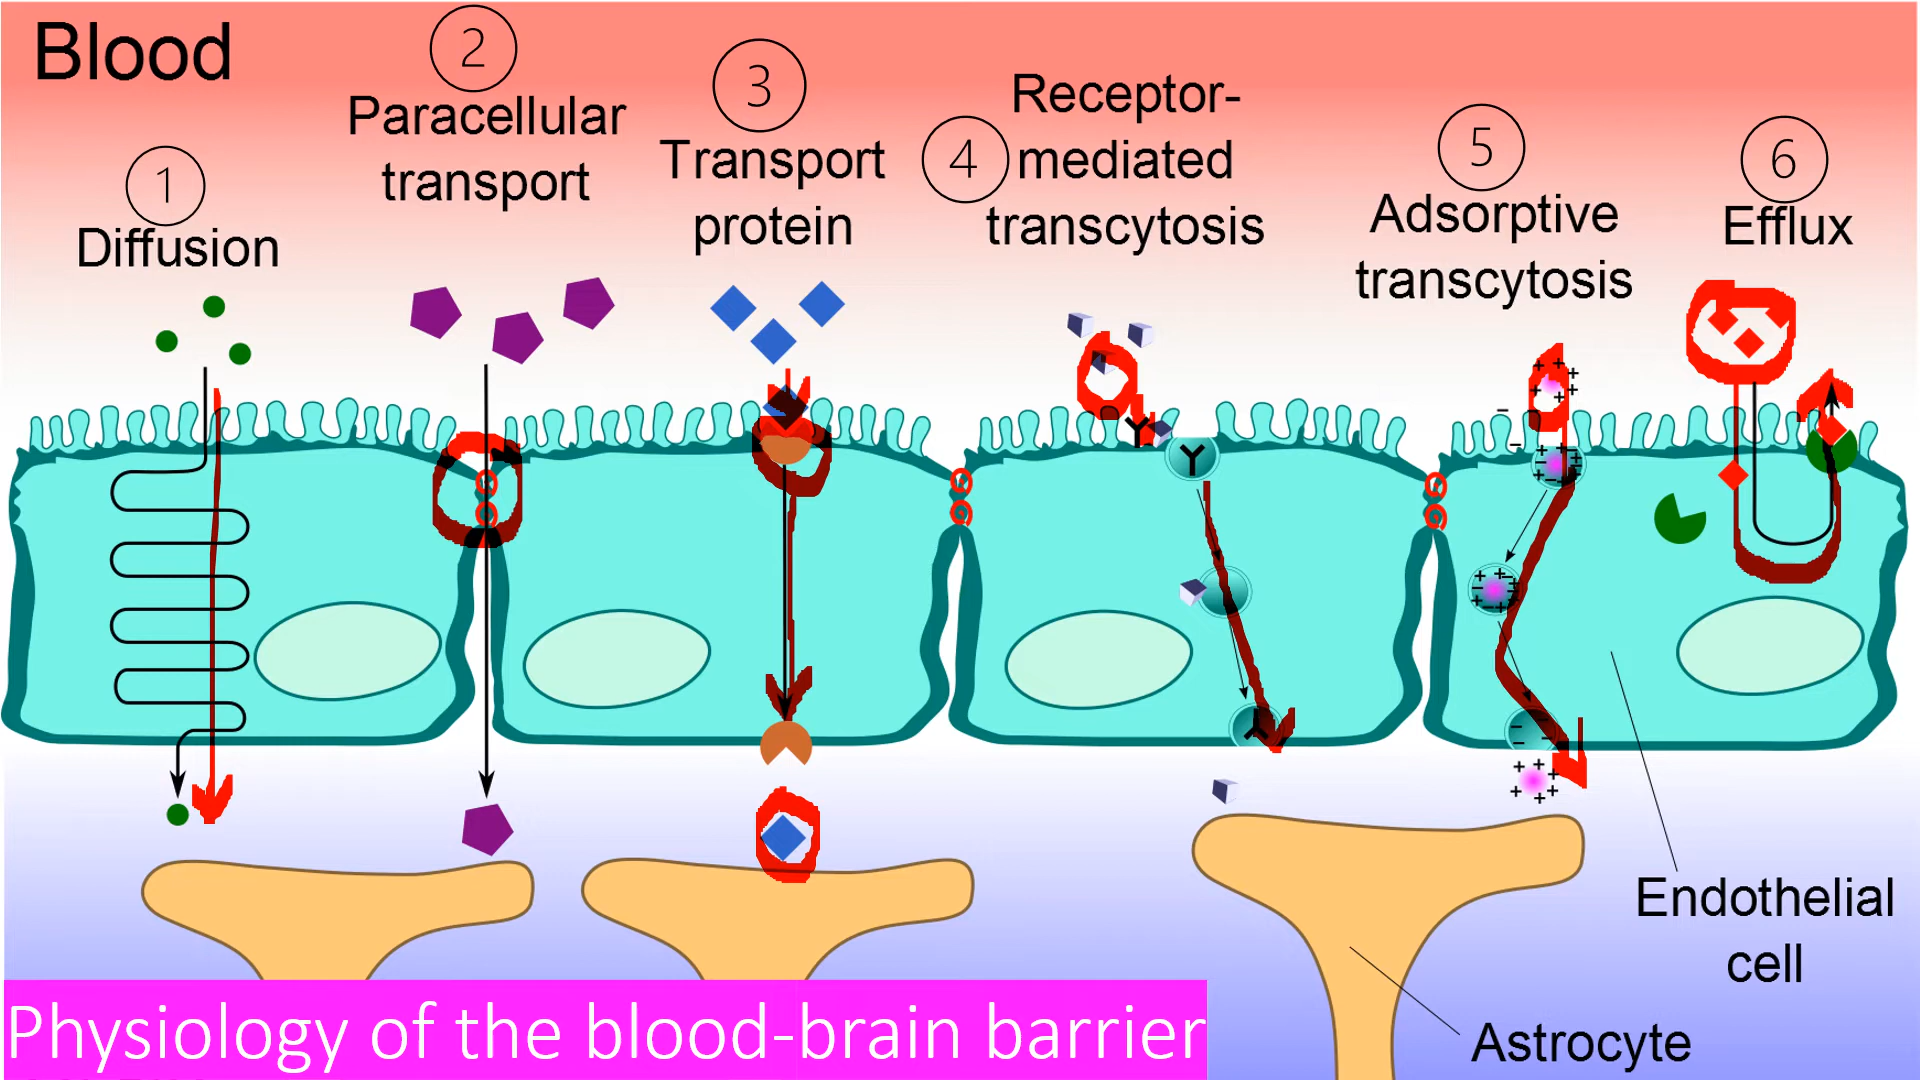 Blood
1
Diffusion
2
Paracellular
transport
3
Transport
protein
4
Receptor-
mediated
transcytosis
5
Adsorptive
transcytosis
6
Efflux
Endothelial
cell
Astrocyte
Physiology of the blood-brain barrier